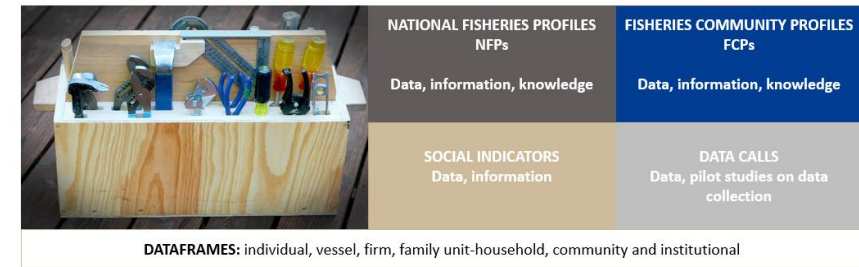 NATIONAL FISHERIES PROFILES
NFPs
Data, information, knowledge
FISHERIES COMMUNITY PROFILES
FCPs
Data, information, knowledge
SOCIAL INDICATORS
Data, information
DATA CALLS
Data, pilot studies on data
collection
DATAFRAMES: individual, vessel, firm, family unit-household, community and institutional